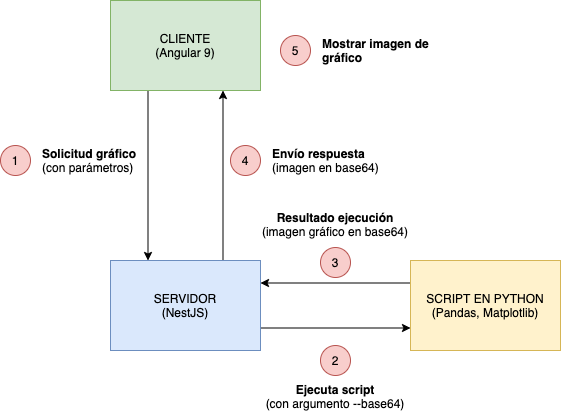 CLIENTE
(Angular 9)
5
Mostrar imagen de
gráfico
1
Solicitud gráfico
(con parámetros)
4
Envío respuesta
(imagen en base64)
Resultado ejecución
(imagen gráfico en base64)
3
SERVIDOR
(NestJS)
SCRIPT EN PYTHON
(Pandas, Matplotlib)
2
Ejecuta script
(con argumento --base64)